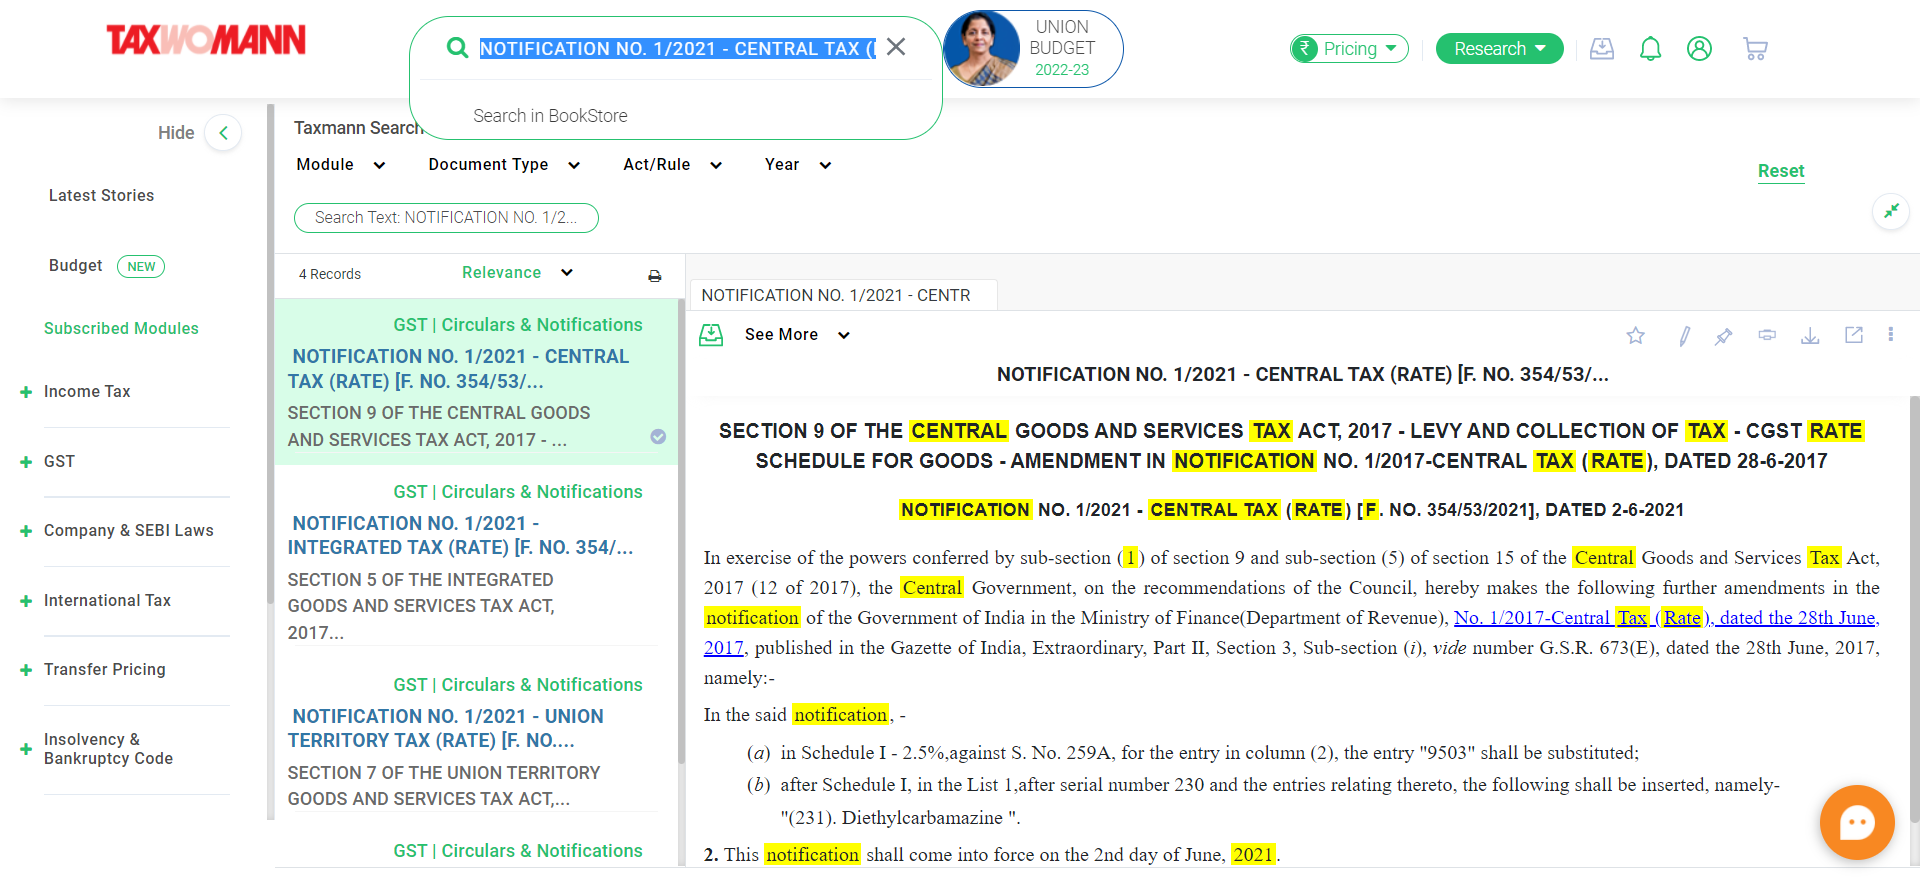 TAXWOMANN
NOTIFICATION NO. 1/2021 - CENTRAL TAX (
Search in BookStore
UNION
BUDGET
2022-23
₹ Pricing
Research
Hide
Latest Stories
Budget NEW
Subscribed Modules
+ Income Tax
+ GST
+ Company & SEBI Laws
+ International Tax
+ Transfer Pricing
+ Insolvency &
Bankruptcy Code
Taxmann Search
Module Document Type Act/Rule Year
Reset
Search Text: NOTIFICATION NO. 1/2...
4 Records Relevance
GST | Circulars & Notifications
NOTIFICATION NO. 1/2021 - CENTRAL
TAX (RATE) [F. NO. 354/53/...
SECTION 9 OF THE CENTRAL GOODS
AND SERVICES TAX ACT, 2017 - ...
GST | Circulars & Notifications
NOTIFICATION NO. 1/2021 -
INTEGRATED TAX (RATE) [F. NO. 354/...
SECTION 5 OF THE INTEGRATED
GOODS AND SERVICES TAX ACT,
2017...
GST | Circulars & Notifications
NOTIFICATION NO. 1/2021 - UNION
TERRITORY TAX (RATE) [F. NO....
SECTION 7 OF THE UNION TERRITORY
GOODS AND SERVICES TAX ACT,...
GST | Circulars & Notifications
NOTIFICATION NO. 1/2021 - CENTR
See More
NOTIFICATION NO. 1/2021 - CENTRAL TAX (RATE) [F. NO. 354/53/...
SECTION 9 OF THE CENTRAL GOODS AND SERVICES TAX ACT, 2017 - LEVY AND COLLECTION OF TAX - CGST RATE
SCHEDULE FOR GOODS - AMENDMENT IN NOTIFICATION NO. 1/2017-CENTRAL TAX (RATE), DATED 28-6-2017
NOTIFICATION NO. 1/2021 - CENTRAL TAX (RATE) [F. NO. 354/53/2021], DATED 2-6-2021
In exercise of the powers conferred by sub-section (1) of section 9 and sub-section (5) of section 15 of the Central Goods and Services Tax Act,
2017 (12 of 2017), the Central Government, on the recommendations of the Council, hereby makes the following further amendments in the
notification of the Government of India in the Ministry of Finance(Department of Revenue), No. 1/2017-Central Tax (Rate), dated the 28th June,
2017, published in the Gazette of India, Extraordinary, Part II, Section 3, Sub-section (i), vide number G.S.R. 673(E), dated the 28th June, 2017,
namely:-
In the said notification, -
(a) in Schedule I - 2.5%,against S. No. 259A, for the entry in column (2), the entry "9503" shall be substituted;
(b) after Schedule I, in the List 1,after serial number 230 and the entries relating thereto, the following shall be inserted, namely-
"(231). Diethylcarbamazine ".
2. This notification shall come into force on the 2nd day of June, 2021.